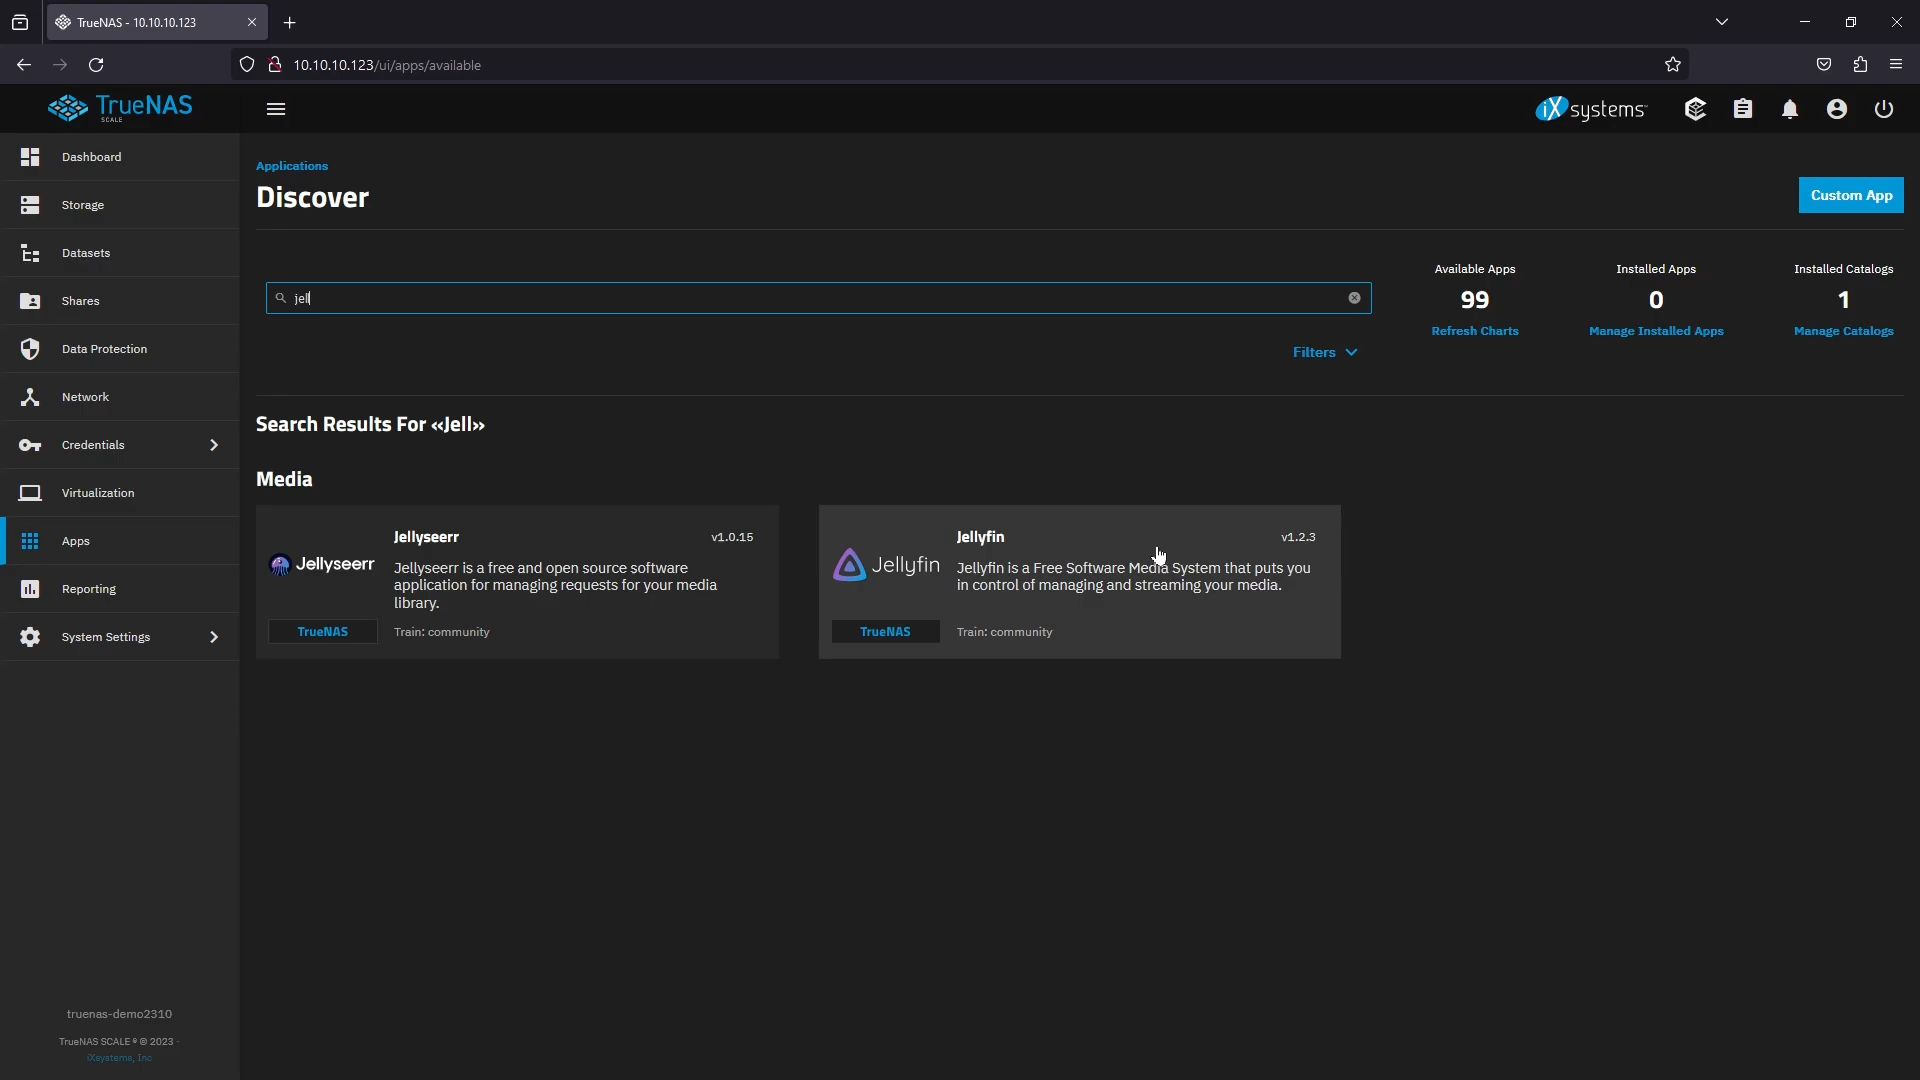 TrueNAS - 10.10.10.123
10.10.10.123/ui/apps/available
TrueNAS
SCALE
iXsystems™
Dashboard
Storage
Datasets
Shares
Data Protection
Network
Credentials
Virtualization
Apps
Reporting
System Settings
truenas-demo2310
TrueNAS SCALE ® © 2023 -
iXsystems, Inc
Applications
Discover
Custom App
jell
Filters
Available Apps
99
Refresh Charts
Installed Apps
0
Manage Installed Apps
Installed Catalogs
1
Manage Catalogs
Search Results For «Jell»
Media
Jellyseerr
Jellyseerr
v1.0.15
Jellyseerr is a free and open source software
application for managing requests for your media
library.
TrueNAS
Train: community
Jellyfin
Jellyfin
v1.2.3
Jellyfin is a Free Software Media System that puts you
in control of managing and streaming your media.
TrueNAS
Train: community